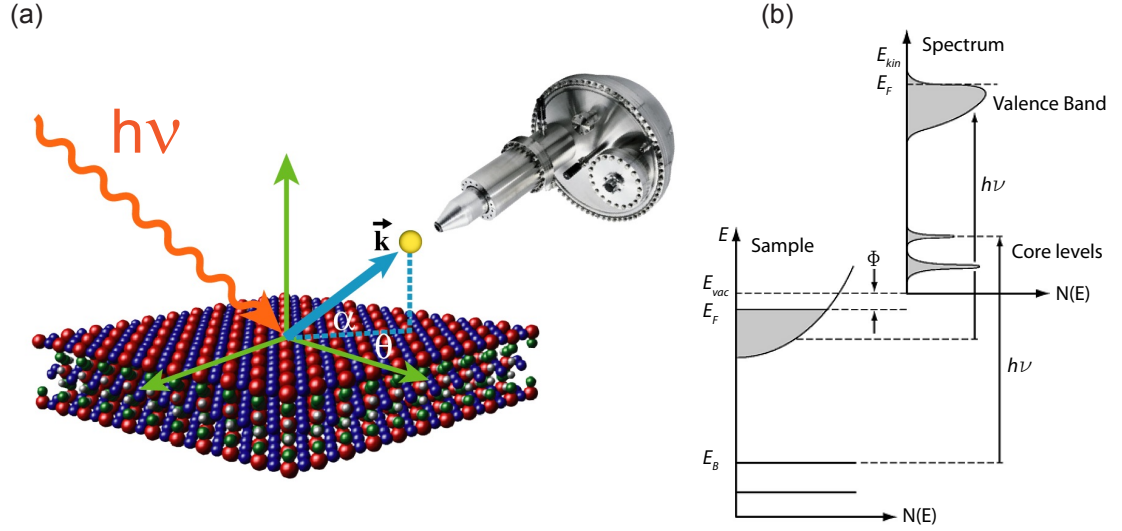 (a)
hν
k
α
θ
(b)
E_kin
Spectrum
E_F
Valence Band
hν
E
Sample
Φ
Core levels
E_vac
N(E)
E_F
hν
E_B
N(E)